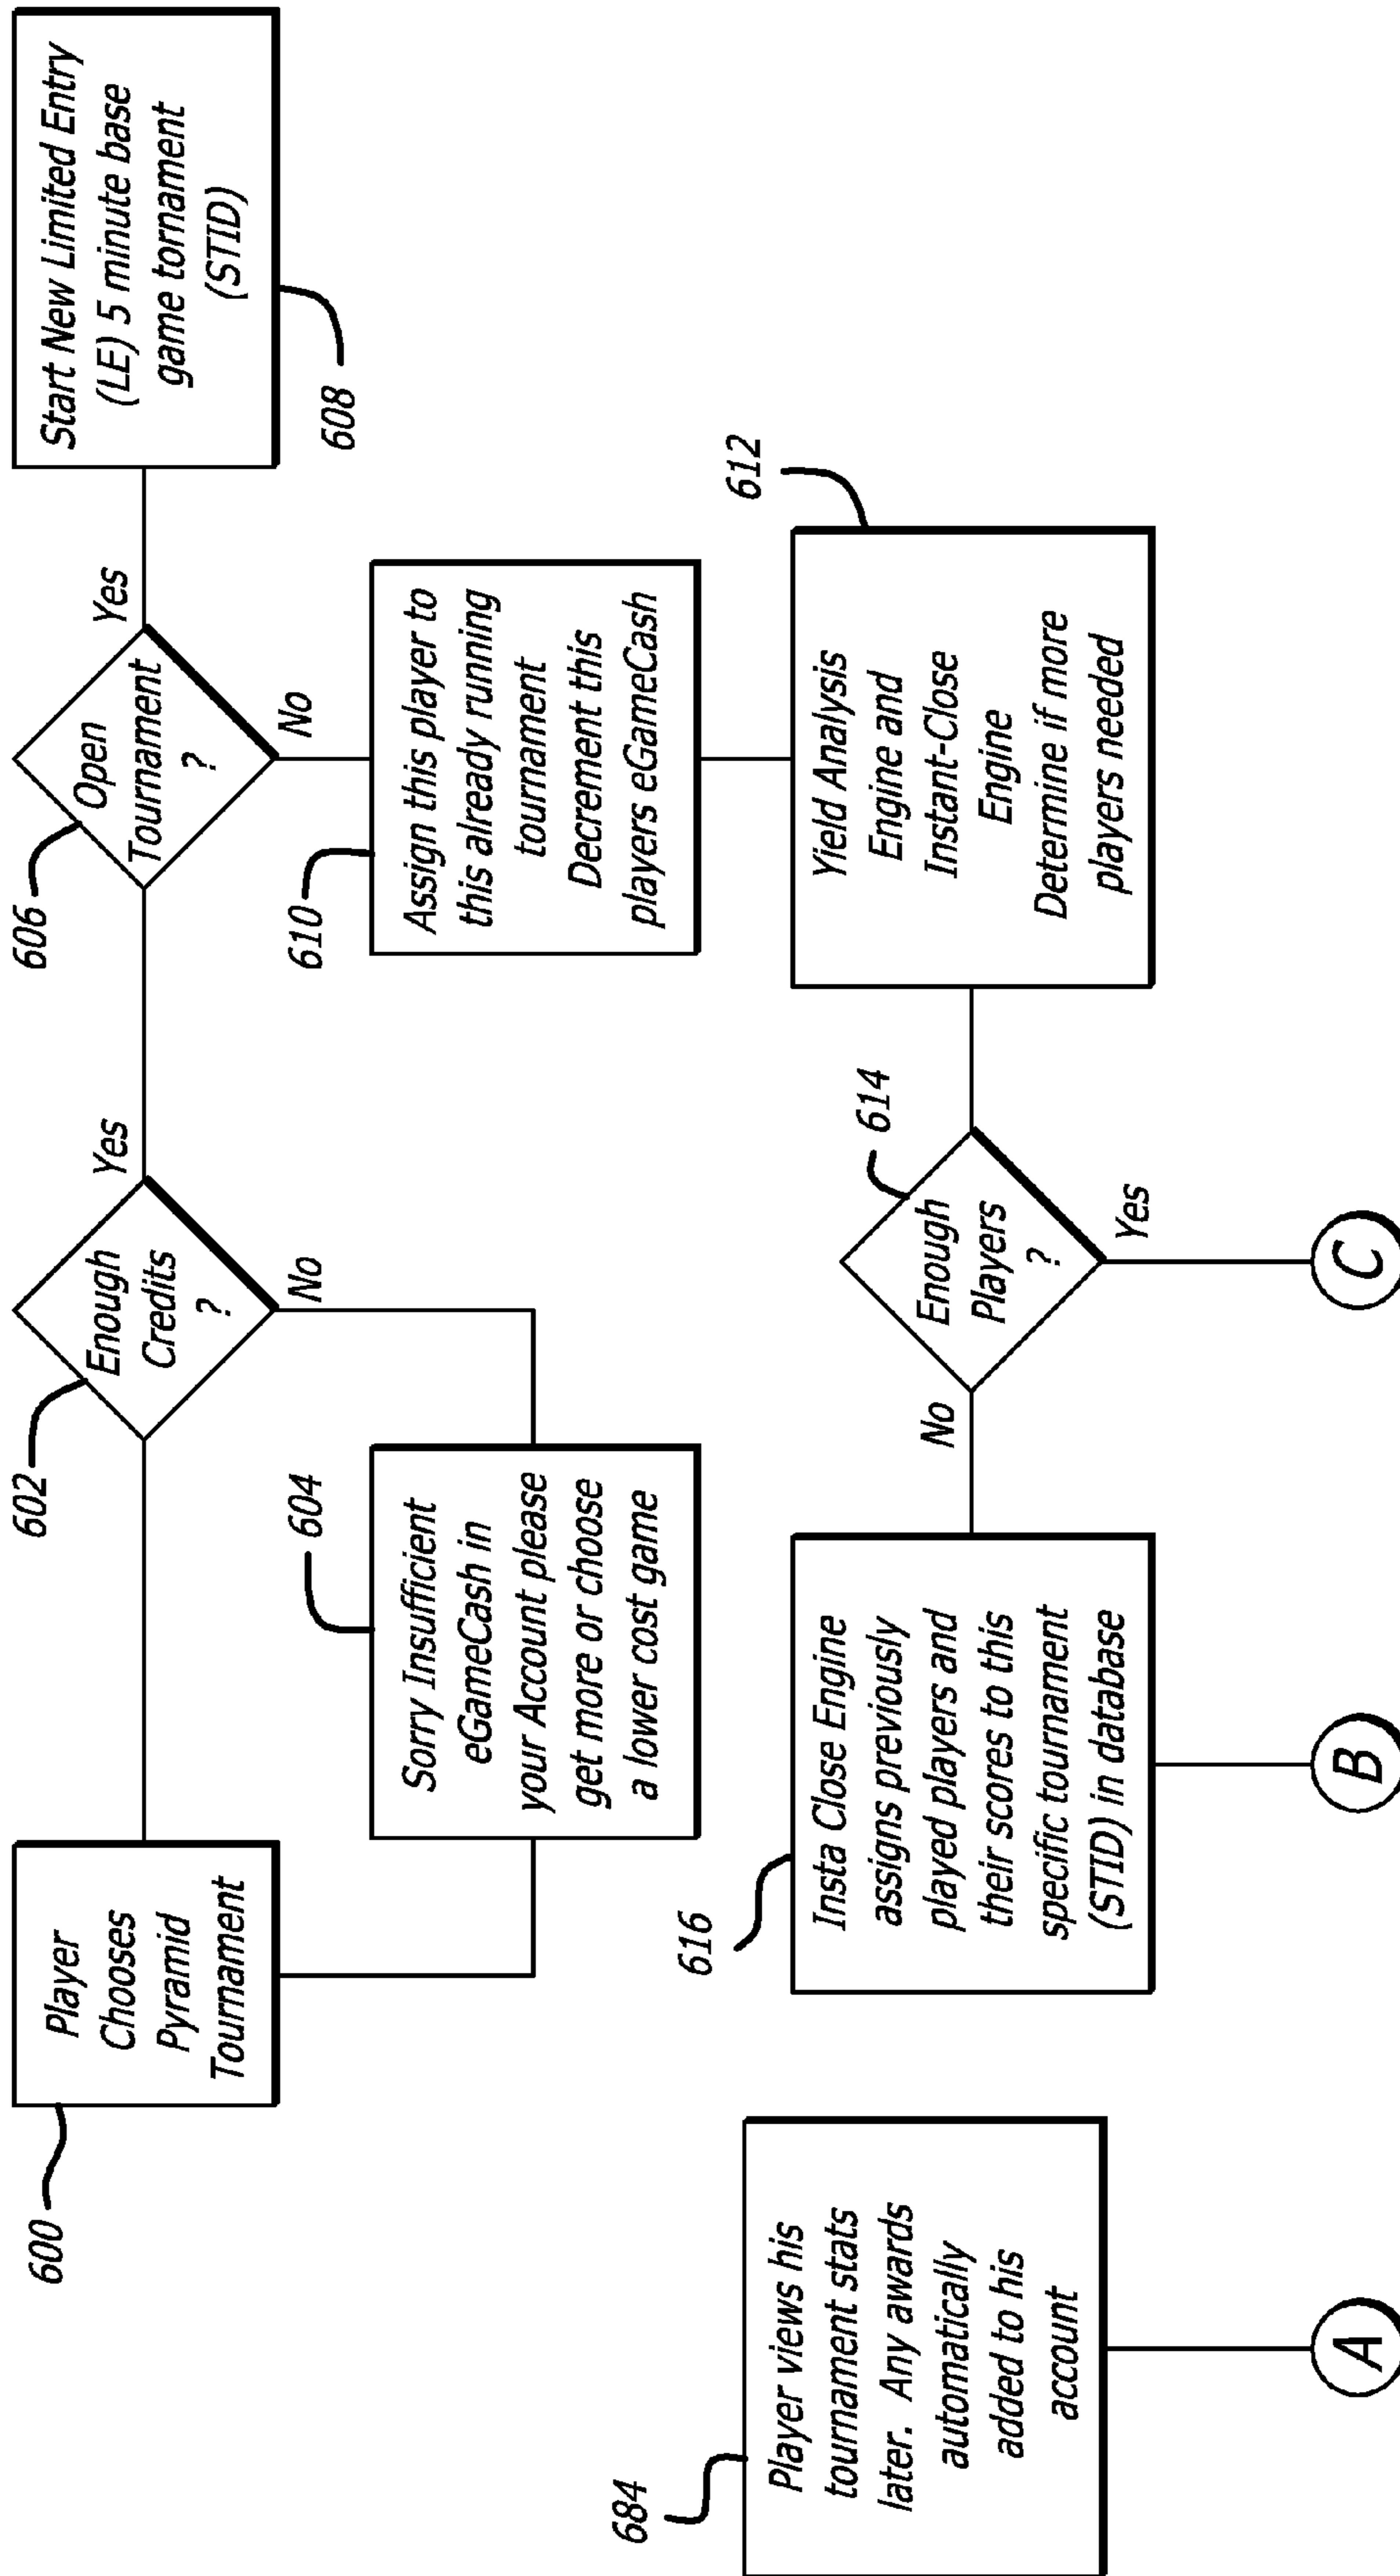 600
Player
Chooses
Pyramid
Tournament
602
Enough
Credits
?
Yes
No
604
Sorry Insufficient
eGameCash in
your Account please
get more or choose
a lower cost game
606
Open
Tournament
?
Yes
No
Start New Limited Entry
(LE) 5 minute base
game tornament
(STID)
608
610
Assign this player to
this already running
tournament
Decrement this
players eGameCash
612
Yield Analysis
Engine and
Instant-Close
Engine
Determine if more
players needed
614
Enough
Players
?
No
Yes
616
Insta Close Engine
assigns previously
played players and
their scores to this
specific tournament
(STID) in database
684
Player views his
tournament stats
later. Any awards
automatically
added to his
account
A
B
C